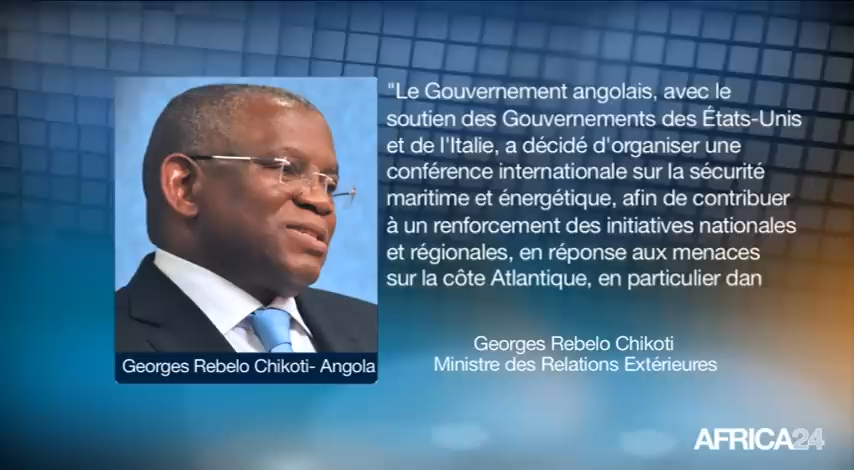 "Le Gouvernement angolais, avec le
soutien des Gouvernements des États-Unis
et de l'Italie, a décidé d'organiser une
conférence internationale sur la sécurité
maritime et énergétique, afin de contribuer
à un renforcement des initiatives nationales
et régionales, en réponse aux menaces
sur la côte Atlantique, en particulier dan
Georges Rebelo Chikoti
Ministre des Relations Extérieures
Georges Rebelo Chikoti- Angola
AFRICA24